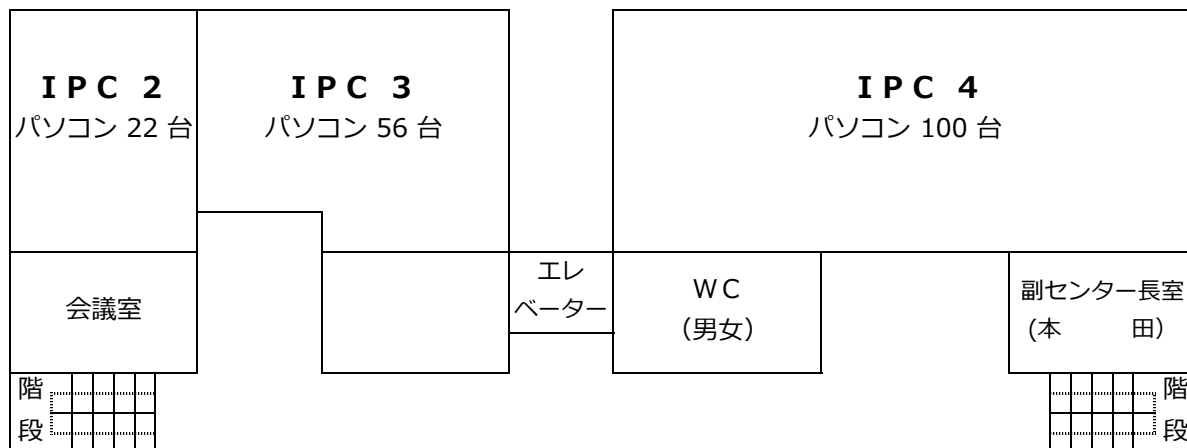 ＩＰＣ ２
パソコン 22 台
ＩＰＣ ３
パソコン 56 台
ＩＰＣ ４
パソコン 100 台
会議室
エレ
ベーター
ＷＣ
（男女）
副センター長室
(本　　田)
階
段
階
段